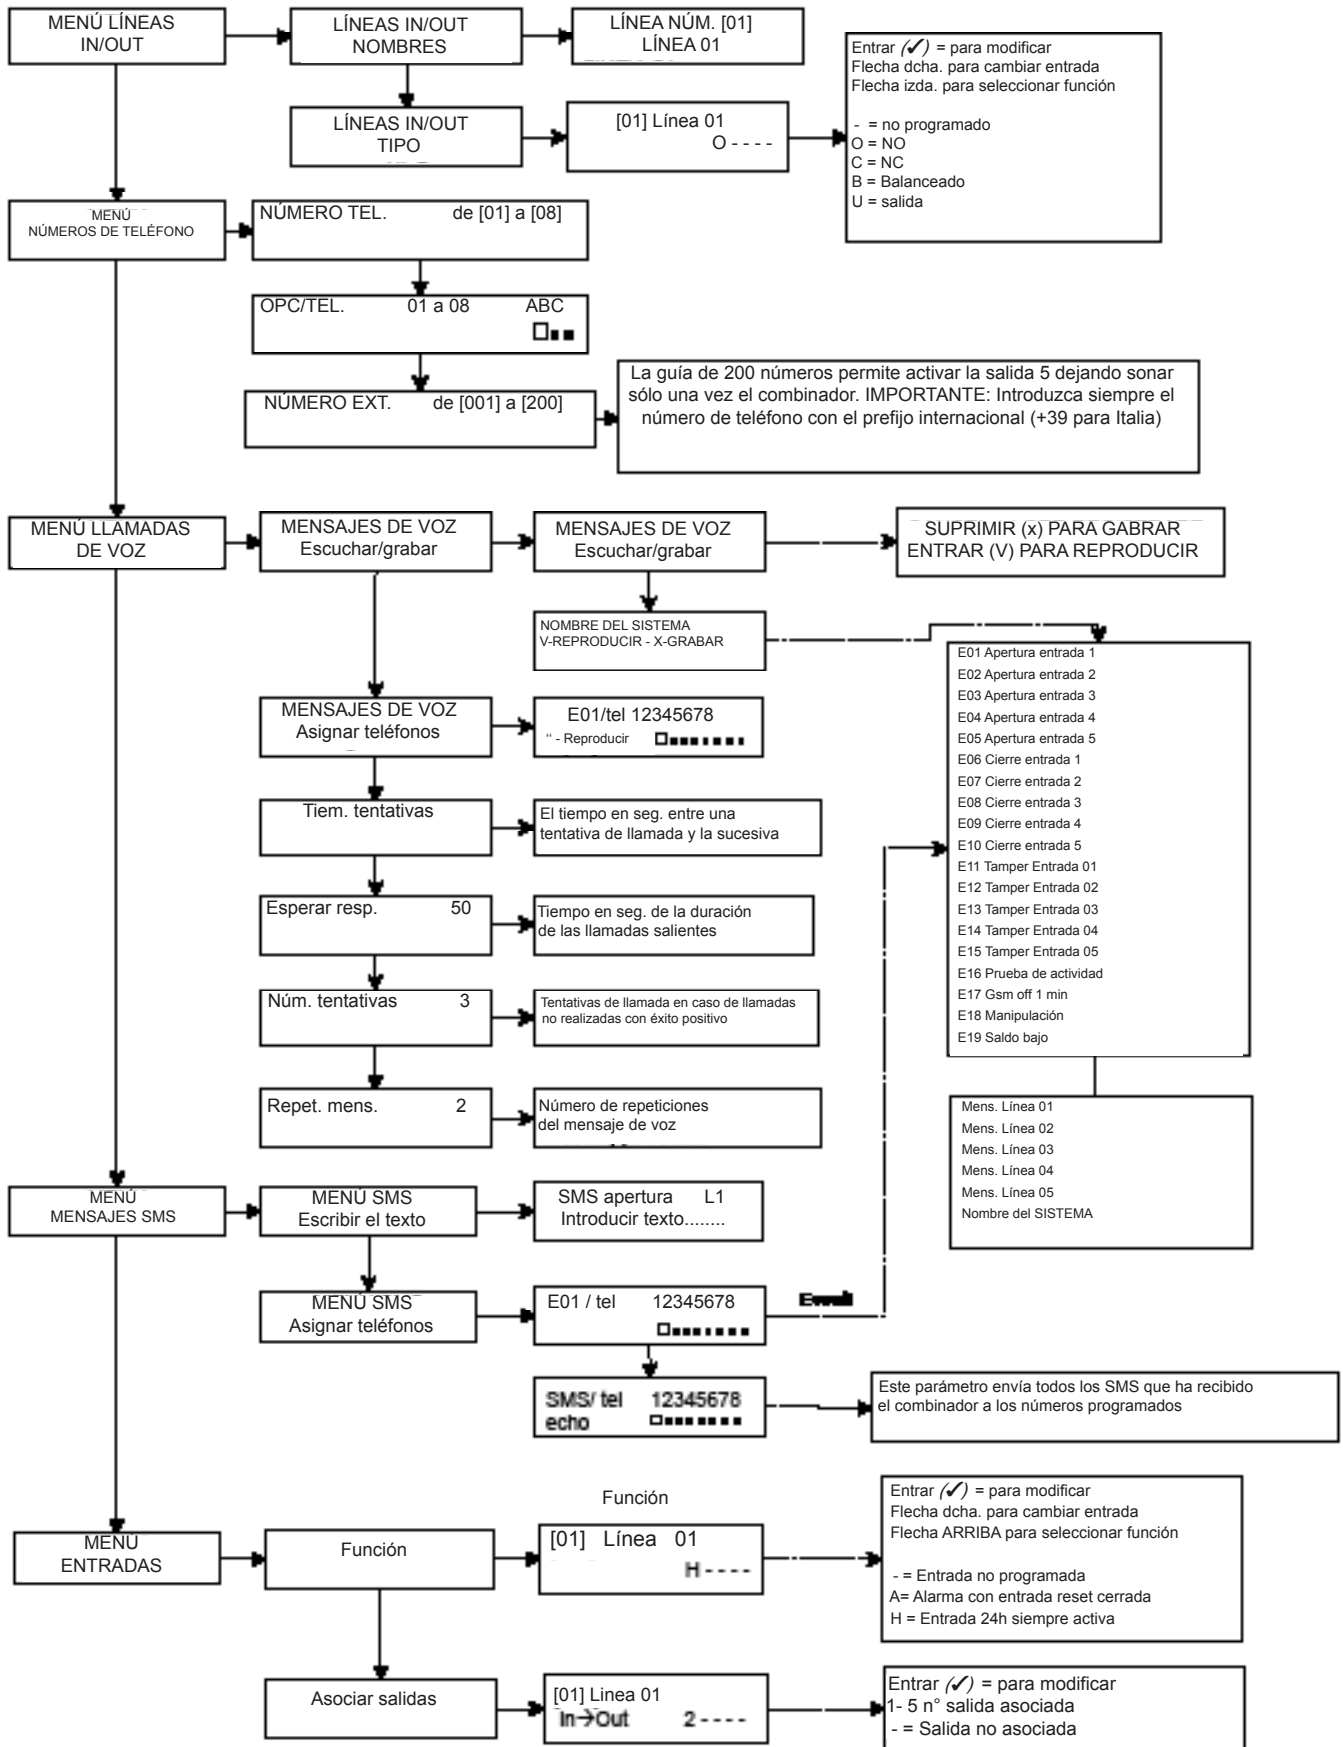 MENÚ LÍNEAS
IN/OUT
LÍNEAS IN/OUT
NOMBRES
LÍNEA NÚM. [01]
LÍNEA 01
Entrar (✓) = para modificar
Flecha dcha. para cambiar entrada
Flecha izda. para seleccionar función
- = no programado
O = NO
C = NC
B = Balanceado
U = salida
LÍNEAS IN/OUT
TIPO
[01] Línea 01
O - - - -
MENÚ
NÚMEROS DE TELÉFONO
NÚMERO TEL. de [01] a [08]
OPC/TEL. 01 a 08 ABC
NÚMERO EXT. de [001] a [200]
La guía de 200 números permite activar la salida 5 dejando sonar
sólo una vez el combinador. IMPORTANTE: Introduzca siempre el
número de teléfono con el prefijo internacional (+39 para Italia)
MENÚ LLAMADAS
DE VOZ
MENSAJES DE VOZ
Escuchar/grabar
MENSAJES DE VOZ
Escuchar/grabar
SUPRIMIR (x) PARA GABRAR
ENTRAR (V) PARA REPRODUCIR
NOMBRE DEL SISTEMA
V-REPRODUCIR - X-GRABAR
E01 Apertura entrada 1
E02 Apertura entrada 2
E03 Apertura entrada 3
E04 Apertura entrada 4
E05 Apertura entrada 5
E06 Cierre entrada 1
E07 Cierre entrada 2
E08 Cierre entrada 3
E09 Cierre entrada 4
E10 Cierre entrada 5
E11 Tamper Entrada 01
E12 Tamper Entrada 02
E13 Tamper Entrada 03
E14 Tamper Entrada 04
E15 Tamper Entrada 05
E16 Prueba de actividad
E17 Gsm off 1 min
E18 Manipulación
E19 Saldo bajo
MENSAJES DE VOZ
Asignar teléfonos
E01/tel 12345678
“ - Reproducir
Tiem. tentativas
El tiempo en seg. entre una
tentativa de llamada y la sucesiva
Esperar resp. 50
Tiempo en seg. de la duración
de las llamadas salientes
Núm. tentativas 3
Tentativas de llamada en caso de llamadas
no realizadas con éxito positivo
Repet. mens. 2
Número de repeticiones
del mensaje de voz
Mens. Línea 01
Mens. Línea 02
Mens. Línea 03
Mens. Línea 04
Mens. Línea 05
Nombre del SISTEMA
MENÚ
MENSAJES SMS
MENÚ SMS
Escribir el texto
SMS apertura L1
Introducir texto........
MENÚ SMS
Asignar teléfonos
E01 / tel 12345678
SMS/ tel 12345678
echo
Este parámetro envía todos los SMS que ha recibido
el combinador a los números programados
MENÚ
ENTRADAS
Función
Función
[01] Línea 01
H - - - -
Entrar (✓) = para modificar
Flecha dcha. para cambiar entrada
Flecha ARRIBA para seleccionar función
- = Entrada no programada
A= Alarma con entrada reset cerrada
H = Entrada 24h siempre activa
Asociar salidas
[01] Linea 01
In→Out 2 - - - -
Entrar (✓) = para modificar
1- 5 n° salida asociada
- = Salida no asociada